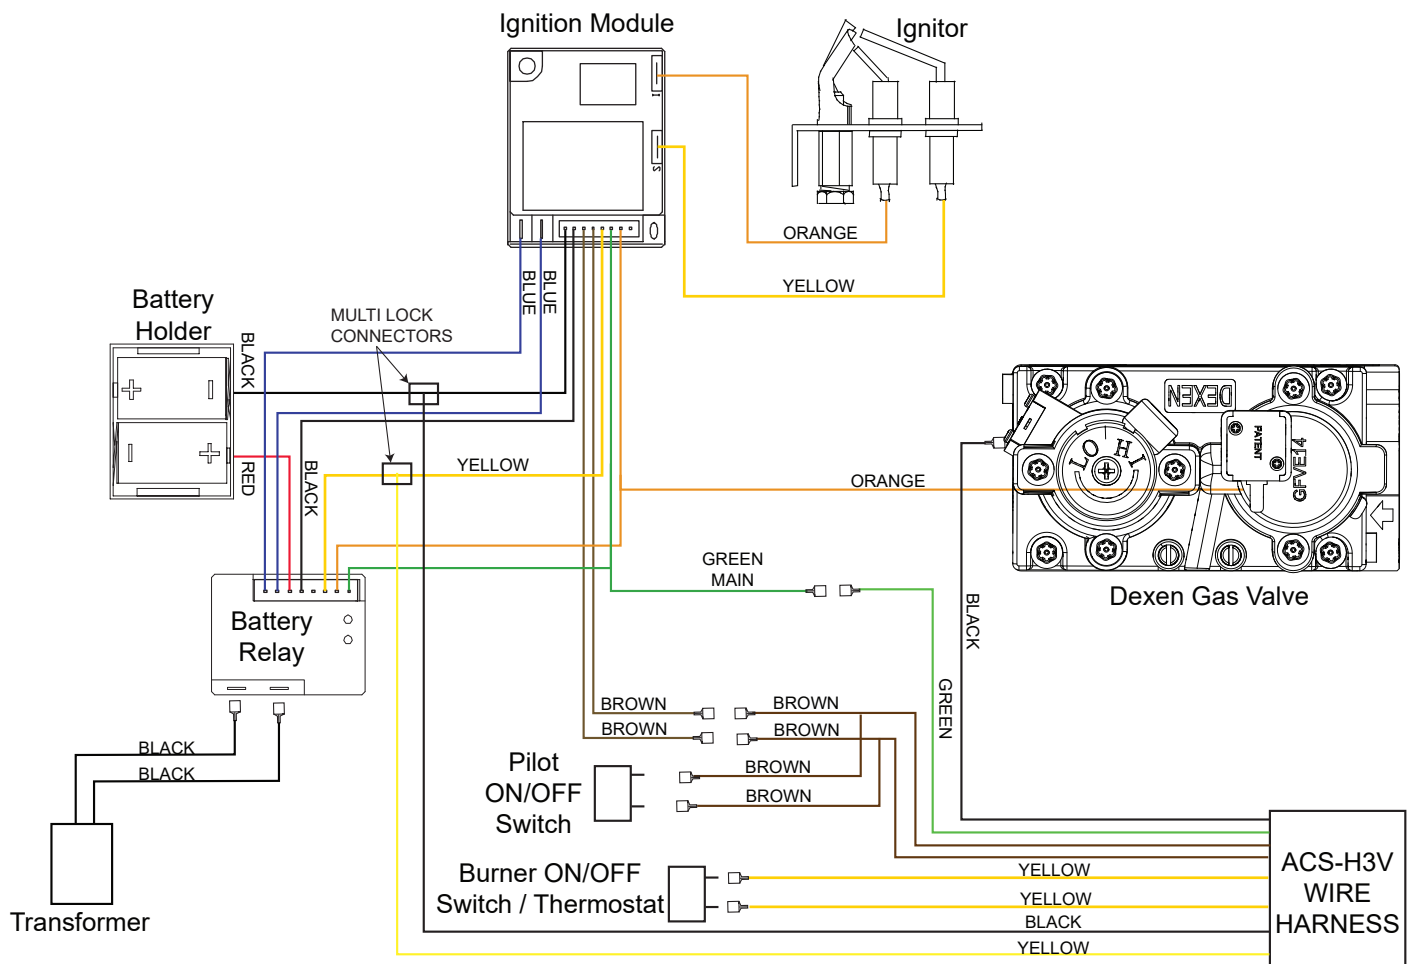 Ignition Module
Ignitor
I
S
ORANGE
YELLOW
BLUE
BLUE
Battery
Holder
BLACK
MULTI LOCK
CONNECTORS
RED
BLACK
YELLOW
ORANGE
DEXEN
LO HI
PATENT
GFVE14
Dexen Gas Valve
GREEN
MAIN
BLACK
GREEN
Battery
Relay
BROWN
BROWN
BROWN
BROWN
BLACK
BLACK
Pilot
ON/OFF
Switch
BROWN
BROWN
Burner ON/OFF
Switch / Thermostat
YELLOW
YELLOW
BLACK
YELLOW
ACS-H3V
WIRE
HARNESS
Transformer